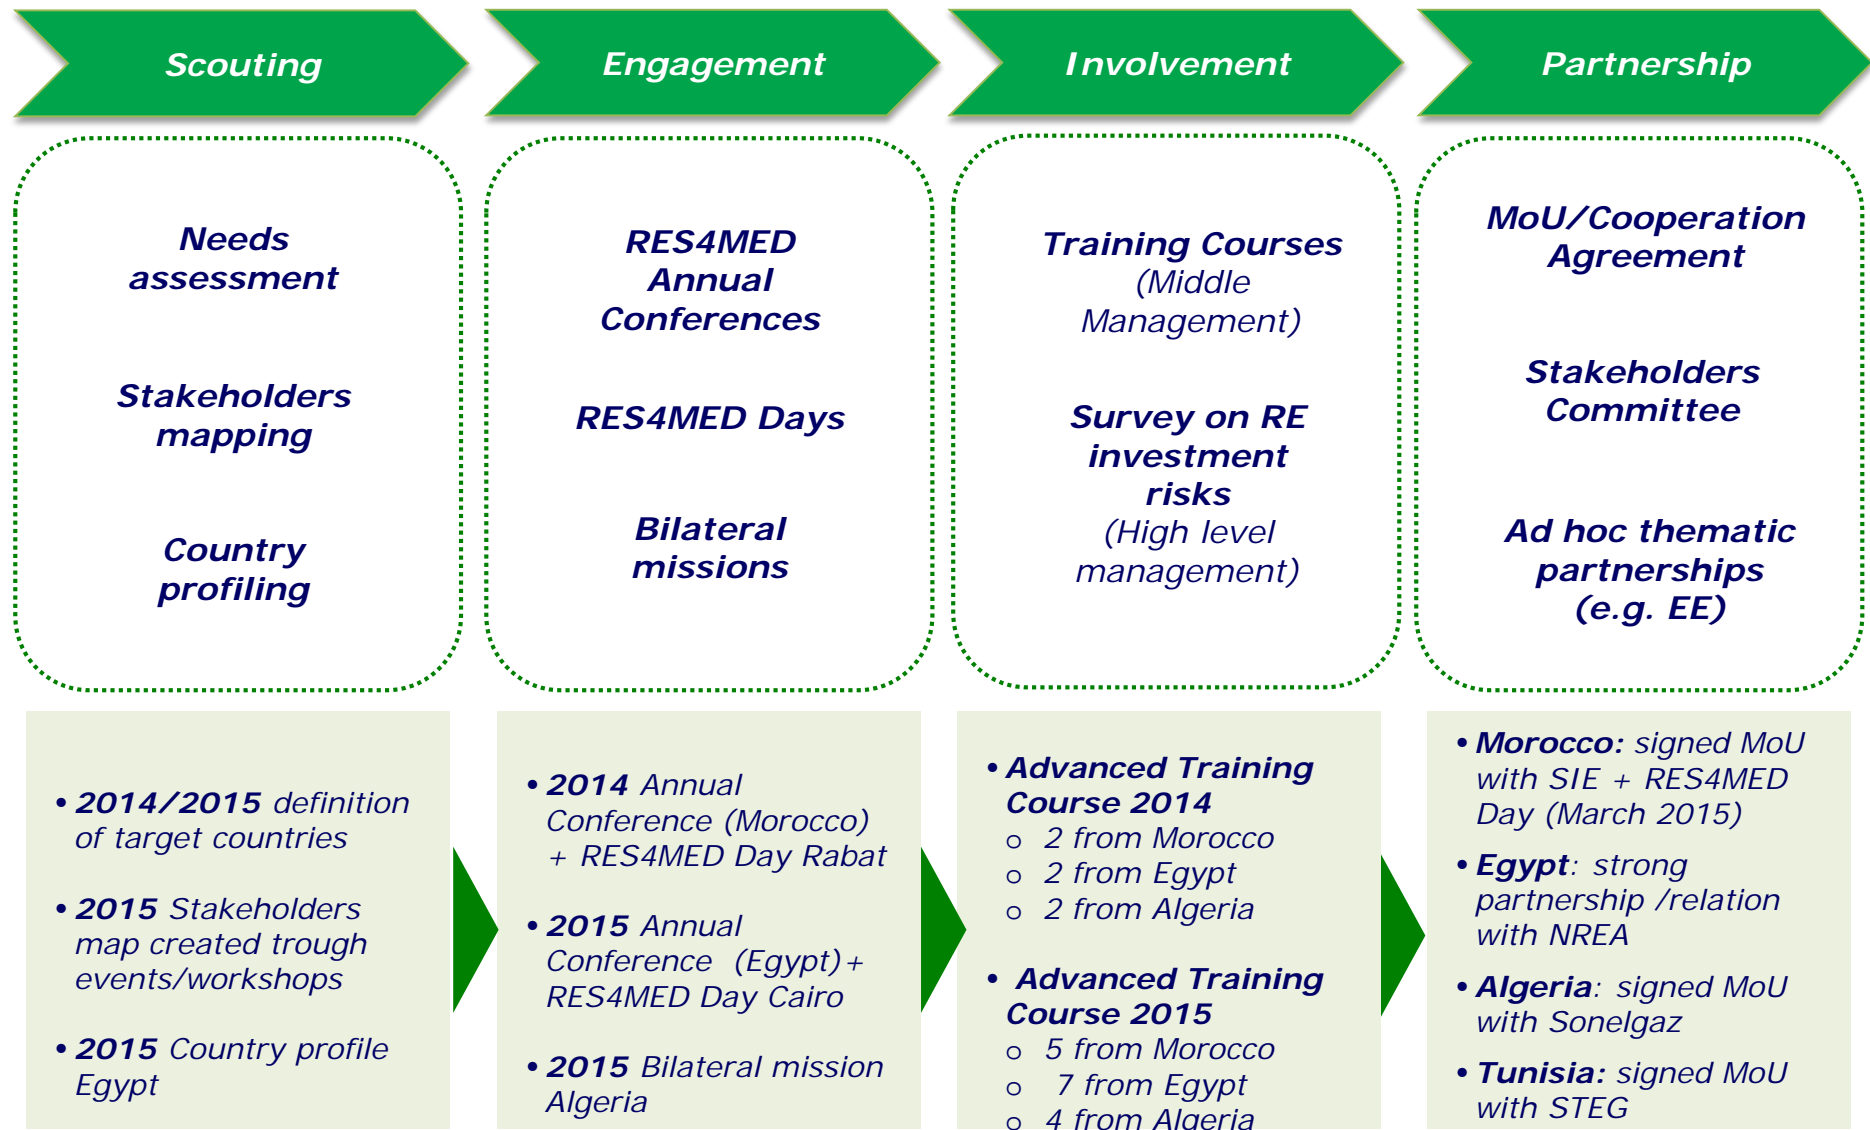 Scouting
Engagement
Involvement
Partnership
Needs
assessment
Stakeholders
mapping
Country
profiling
RES4MED
Annual
Conferences
RES4MED Days
Bilateral
missions
Training Courses
(Middle
Management)
Survey on RE
investment
risks
(High level
management)
MoU/Cooperation
Agreement
Stakeholders
Committee
Ad hoc thematic
partnerships
(e.g. EE)
• 2014/2015 definition
of target countries
• 2015 Stakeholders
map created trough
events/workshops
• 2015 Country profile
Egypt
• 2014 Annual
Conference (Morocco)
+ RES4MED Day Rabat
• 2015 Annual
Conference (Egypt)+
RES4MED Day Cairo
• 2015 Bilateral mission
Algeria
• Advanced Training
Course 2014
o 2 from Morocco
o 2 from Egypt
o 2 from Algeria
• Advanced Training
Course 2015
o 5 from Morocco
o 7 from Egypt
o 4 from Algeria
• Morocco: signed MoU
with SIE + RES4MED
Day (March 2015)
• Egypt: strong
partnership /relation
with NREA
• Algeria: signed MoU
with Sonelgaz
• Tunisia: signed MoU
with STEG